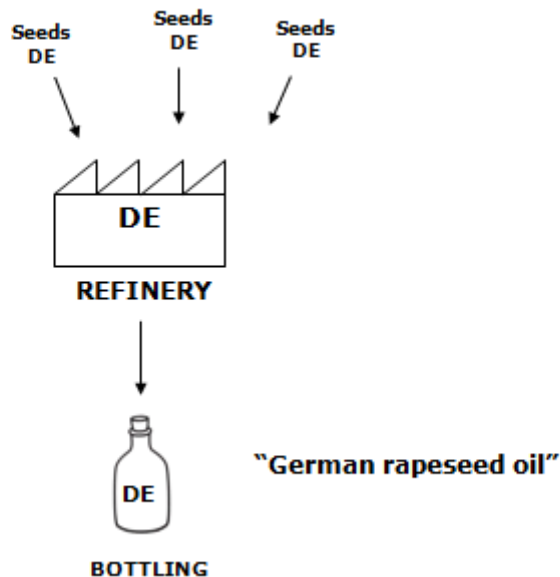 Seeds
DE
Seeds
DE
Seeds
DE
DE
REFINERY
DE
"German rapeseed oil"
BOTTLING